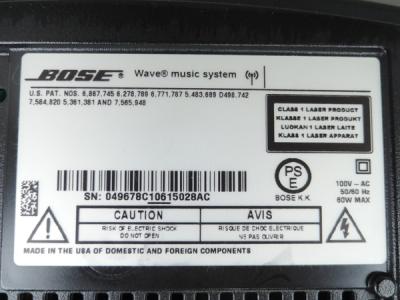 BOSE® Wave® music system
U.S. PAT. NOS. 6,867,745 6,278,789 6,771,787 5,483,689 D498,742
7,584,820 5,361,381 AND 7,565,948
CLASS 1 LASER PRODUCT
KLASSE 1 LASER PRODUKT
LUOKAN 1 LASER LAITE
KLASS 1 LASER APPARAT
PS
E
BOSE K.K.
100V ~ AC
50/60 Hz
60W MAX
SN: 049678C10615028AC
CAUTION
RISK OF ELECTRIC SHOCK
DO NOT OPEN
AVIS
RISQUE DE CHOC ELECTRIQUE
N'E PAS OUVRIR
MADE IN THE USA OF DOMESTIC AND FOREIGN COMPONENTS